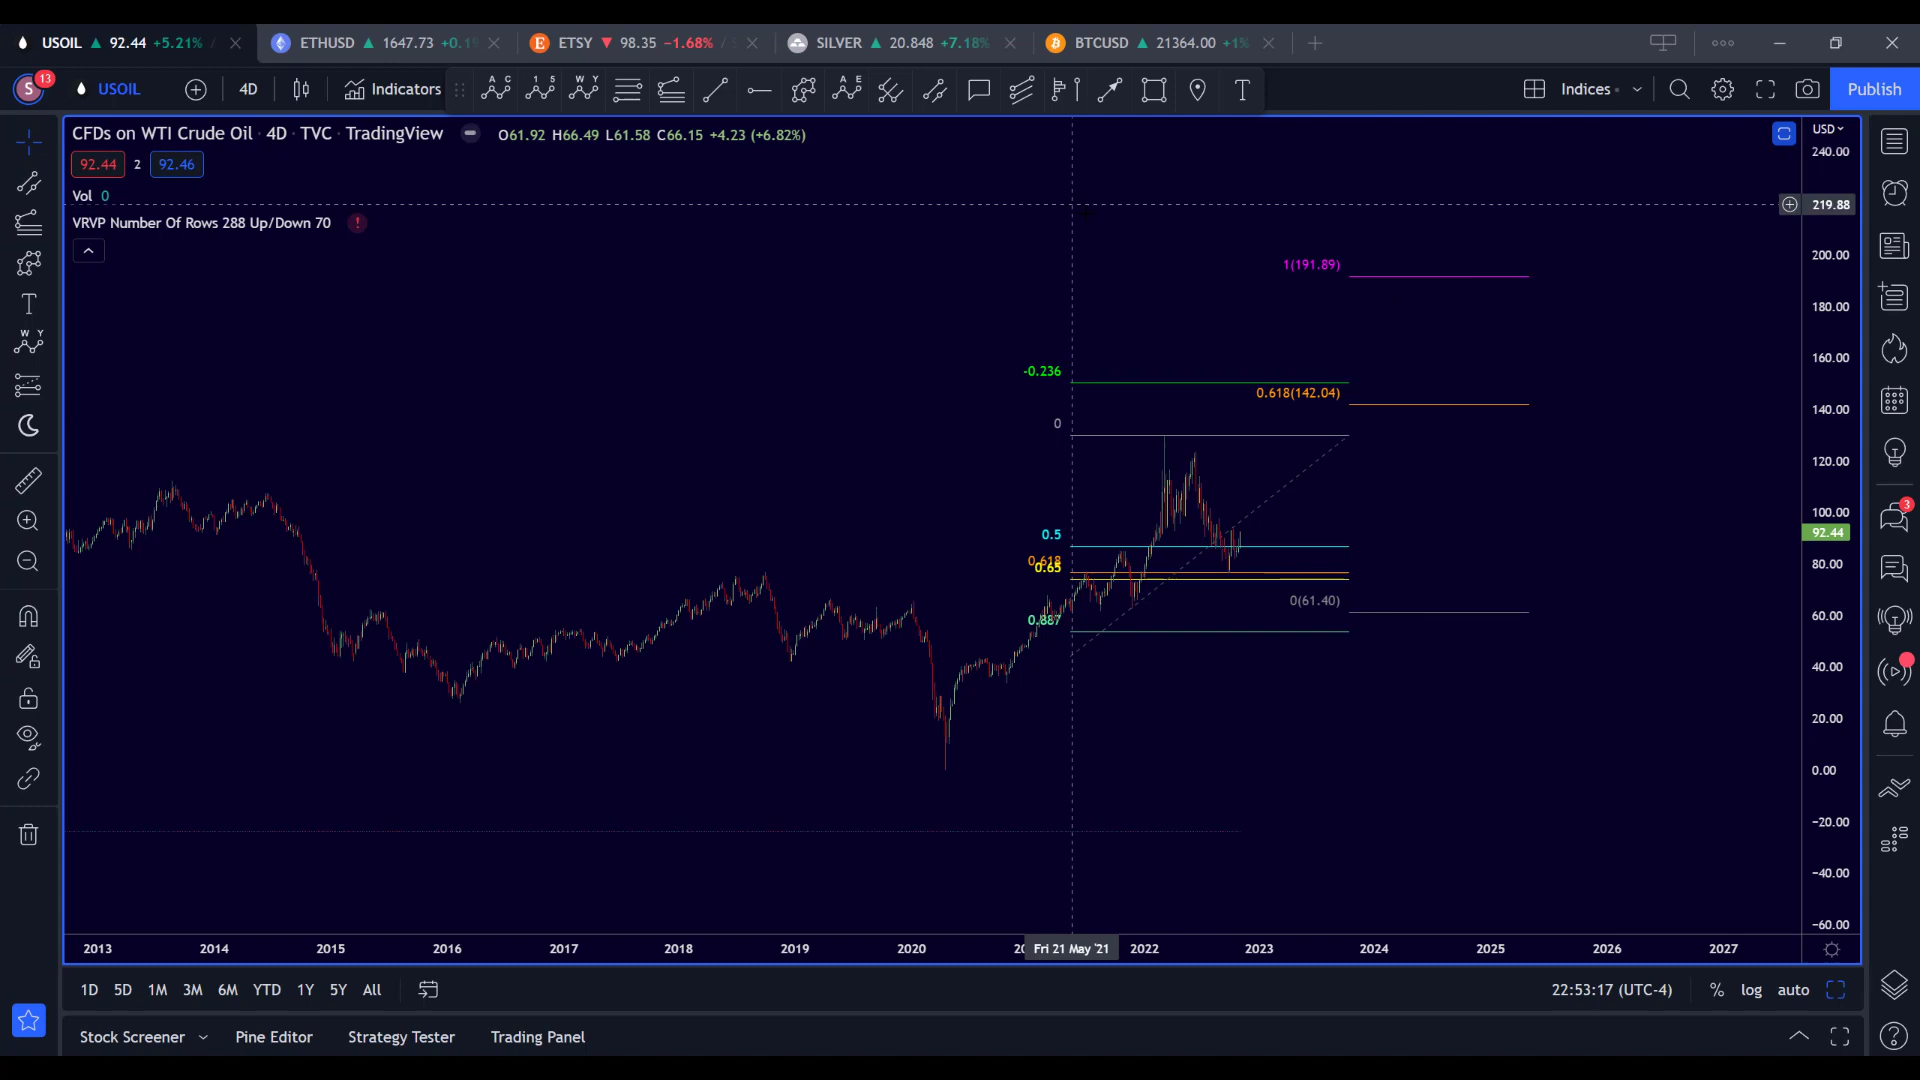 USOIL 92.44 +5.21% / ETHUSD 1647.73 +0.1 ETSY 98.35 −1.68% / SILVER 20.848 +7.18% BTCUSD 21364.00 +1%
S 13 USOIL 4D Indicators A C 1 5 W Y A E T Indices Publish
CFDs on WTI Crude Oil · 4D · TVC · TradingView O61.92 H66.49 L61.58 C66.15 +4.23 (+6.82%) USD
92.44 2 92.46 240.00
Vol 0
219.88
VRVP Number Of Rows 288 Up/Down 70 !
200.00
1(191.89)
180.00
160.00
-0.236
0.618(142.04)
140.00
0
120.00
100.00
0.5 92.44
0.618 80.00
0.65
0(61.40) 60.00
0.887
40.00
20.00
0.00
−20.00
−40.00
−60.00
2013 2014 2015 2016 2017 2018 2019 2020 Fri 21 May '21 2022 2023 2024 2025 2026 2027
1D 5D 1M 3M 6M YTD 1Y 5Y All 22:53:17 (UTC-4) % log auto
Stock Screener Pine Editor Strategy Tester Trading Panel
T
W Y
3
?